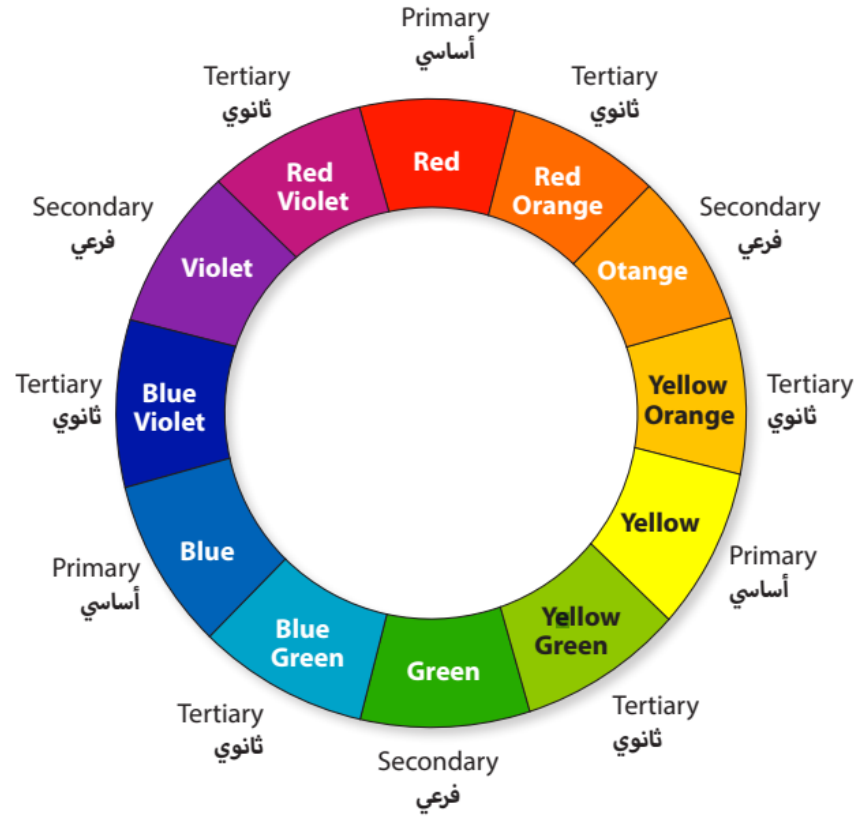 Primary
أساسي
Tertiary
ثانوي
Tertiary
ثانوي
Red
Red
Violet
Red
Orange
Secondary
فرعي
Secondary
فرعي
Violet
Otange
Tertiary
ثانوي
Blue
Violet
Yellow
Orange
Tertiary
ثانوي
Blue
Yellow
Primary
أساسي
Primary
أساسي
Blue
Green
Green
Yellow
Green
Tertiary
ثانوي
Tertiary
ثانوي
Secondary
فرعي